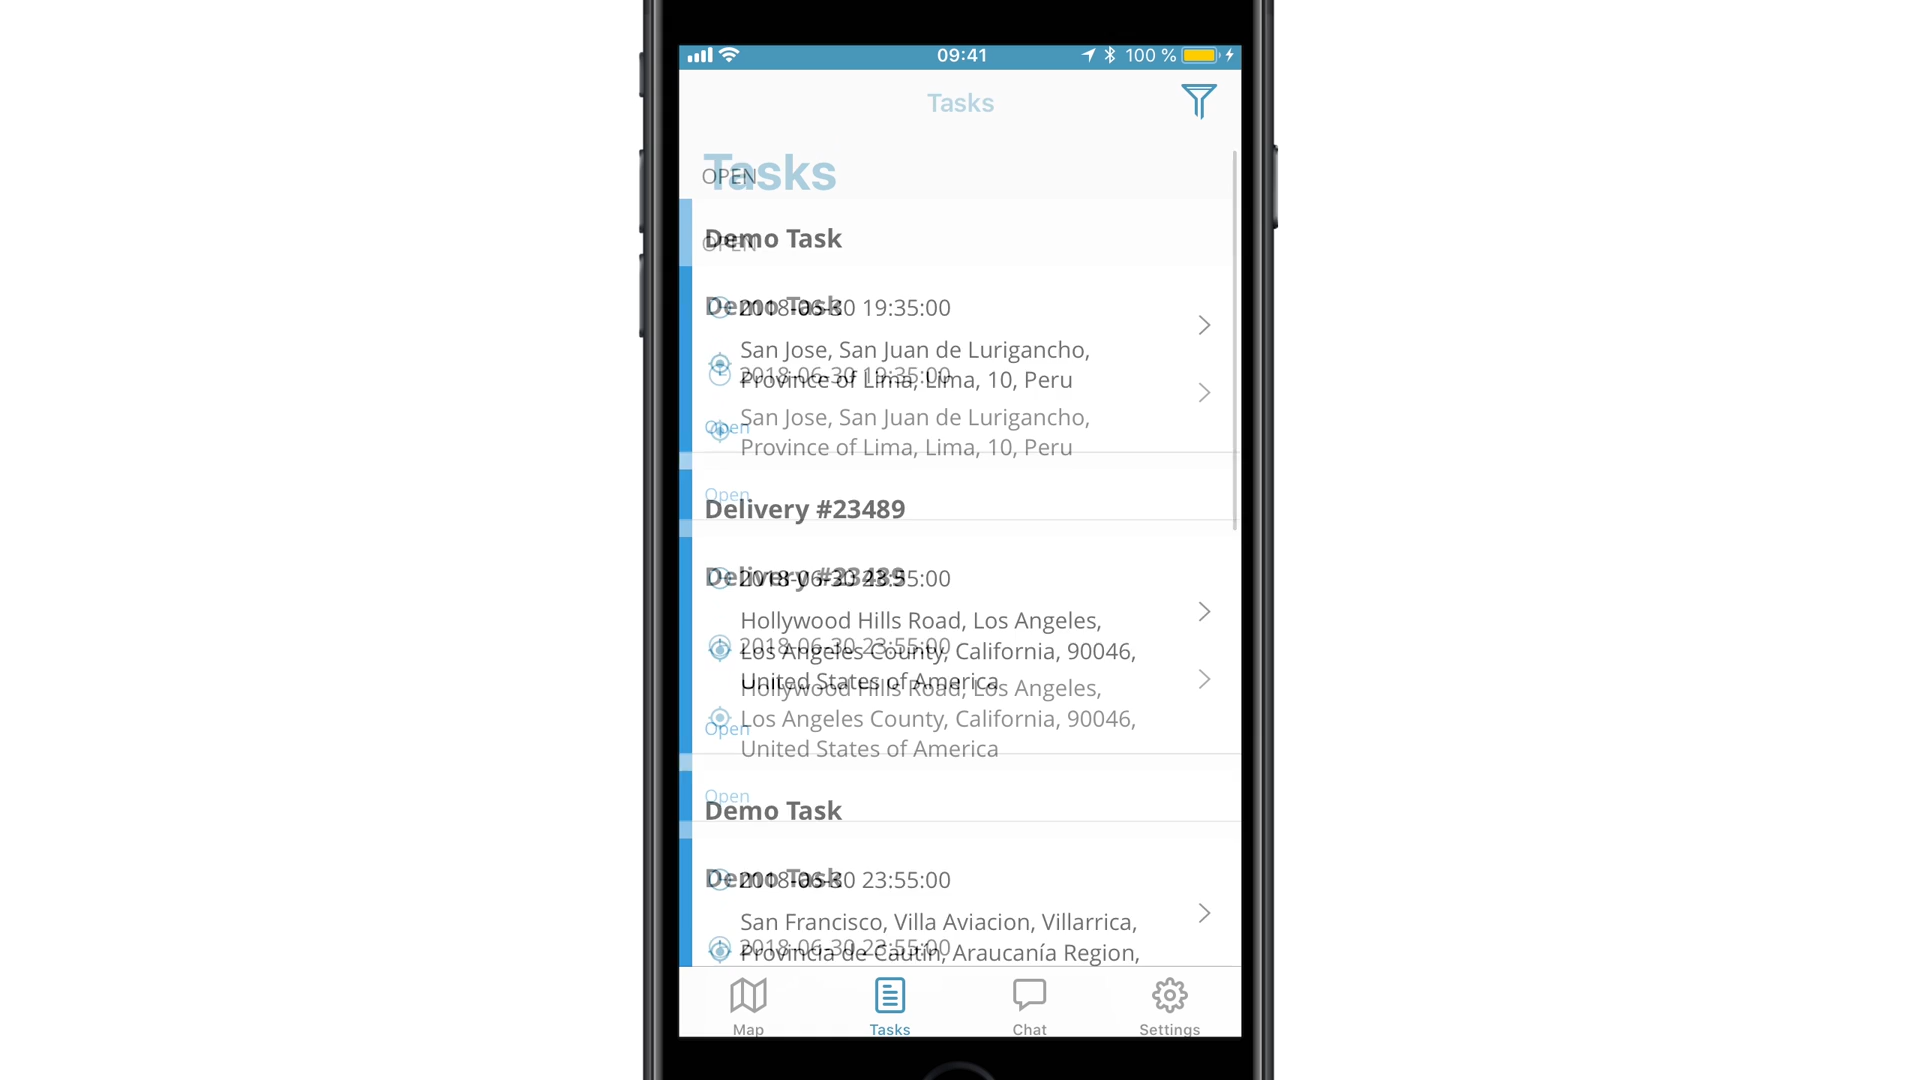 09:41
100 %
Tasks
Tasks
OPEN
Demo Task
OPEN
Demo Task
2018-06-30 19:35:00
San Jose, San Juan de Lurigancho,
2018-06-30 19:35:00
Province of Lima, Lima, 10, Peru
San Jose, San Juan de Lurigancho,
Open
Province of Lima, Lima, 10, Peru
Open
Delivery #23489
Delivery #23489
2018-06-30 23:55:00
Hollywood Hills Road, Los Angeles,
2018-06-30 23:55:00
Los Angeles County, California, 90046,
United States of America
Hollywood Hills Road, Los Angeles,
Los Angeles County, California, 90046,
Open
United States of America
Open
Demo Task
Demo Task
2018-06-30 23:55:00
San Francisco, Villa Aviacion, Villarrica,
2018-06-30 23:55:00
Provincia de Cautín, Araucanía Region,
Map
Tasks
Chat
Settings